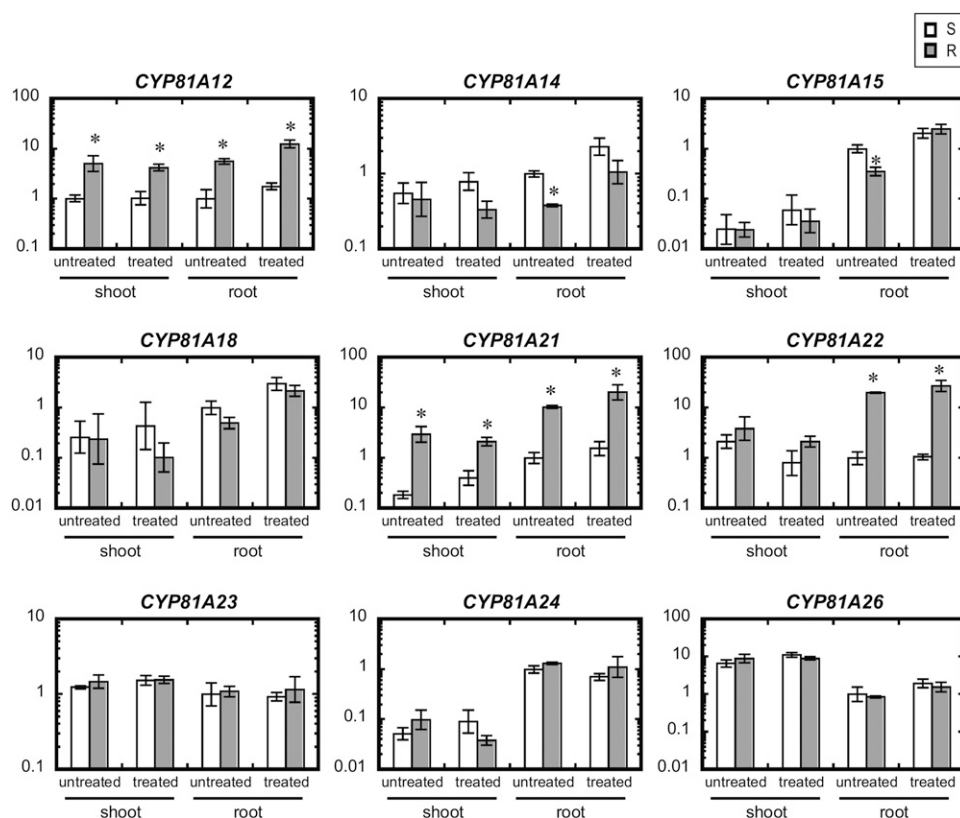 S
R
CYP81A12
CYP81A14
CYP81A15
100
10
1
0.1
10
1
0.1
10
1
0.1
0.01
*
*
*
*
*
*
untreated treated untreated treated
shoot root
untreated treated untreated treated
shoot root
untreated treated untreated treated
shoot root
CYP81A18
CYP81A21
CYP81A22
10
1
0.1
0.01
100
10
1
0.1
100
10
1
0.1
*
*
*
*
*
*
untreated treated untreated treated
shoot root
untreated treated untreated treated
shoot root
untreated treated untreated treated
shoot root
CYP81A23
CYP81A24
CYP81A26
10
1
0.1
10
1
0.1
0.01
100
10
1
0.1
untreated treated untreated treated
shoot root
untreated treated untreated treated
shoot root
untreated treated untreated treated
shoot root